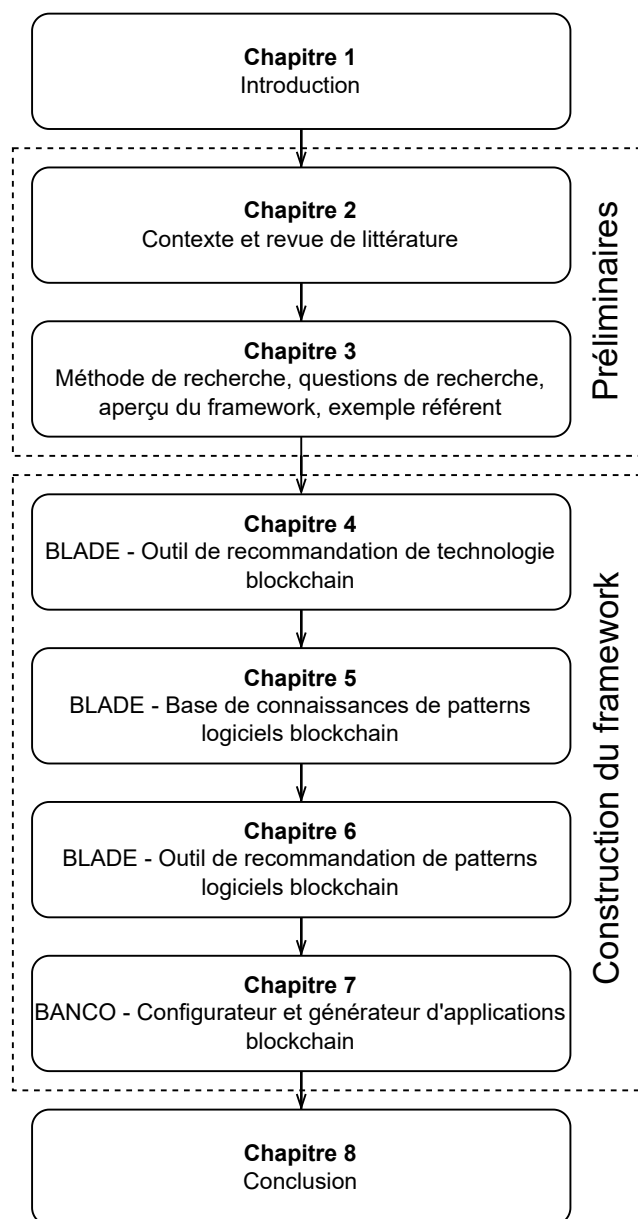 Chapitre 1
Introduction
Préliminaires
Chapitre 2
Contexte et revue de littérature
Chapitre 3
Méthode de recherche, questions de recherche,
aperçu du framework, exemple référent
Construction du framework
Chapitre 4
BLADE - Outil de recommandation de technologie
blockchain
Chapitre 5
BLADE - Base de connaissances de patterns
logiciels blockchain
Chapitre 6
BLADE - Outil de recommandation de patterns
logiciels blockchain
Chapitre 7
BANCO - Configurateur et générateur d'applications
blockchain
Chapitre 8
Conclusion